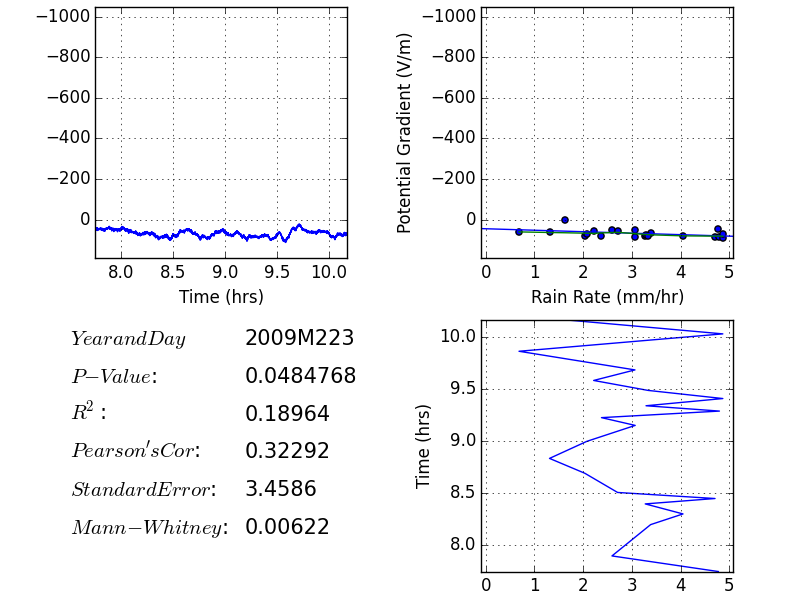 −1000
−800
−600
−400
−200
0
8.0 8.5 9.0 9.5 10.0
Time (hrs)
Potential Gradient (V/m)
−1000
−800
−600
−400
−200
0
0 1 2 3 4 5
Rain Rate (mm/hr)
YearandDay 2009M223
P−Value: 0.0484768
R²: 0.18964
Pearson'sCor: 0.32292
StandardError: 3.4586
Mann−Whitney: 0.00622
Time (hrs)
10.0
9.5
9.0
8.5
8.0
0 1 2 3 4 5